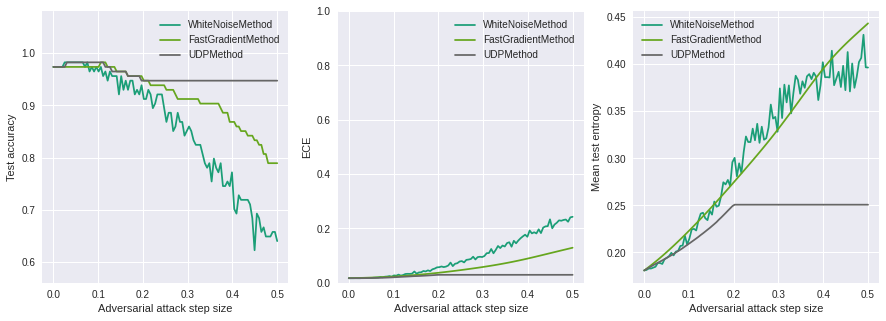 WhiteNoiseMethod
FastGradientMethod
UDPMethod
1.0
0.9
0.8
0.7
0.6
Test accuracy
0.0 0.1 0.2 0.3 0.4 0.5
Adversarial attack step size
WhiteNoiseMethod
FastGradientMethod
UDPMethod
1.0
0.8
0.6
0.4
0.2
0.0
ECE
0.0 0.1 0.2 0.3 0.4 0.5
Adversarial attack step size
WhiteNoiseMethod
FastGradientMethod
UDPMethod
0.45
0.40
0.35
0.30
0.25
0.20
Mean test entropy
0.0 0.1 0.2 0.3 0.4 0.5
Adversarial attack step size